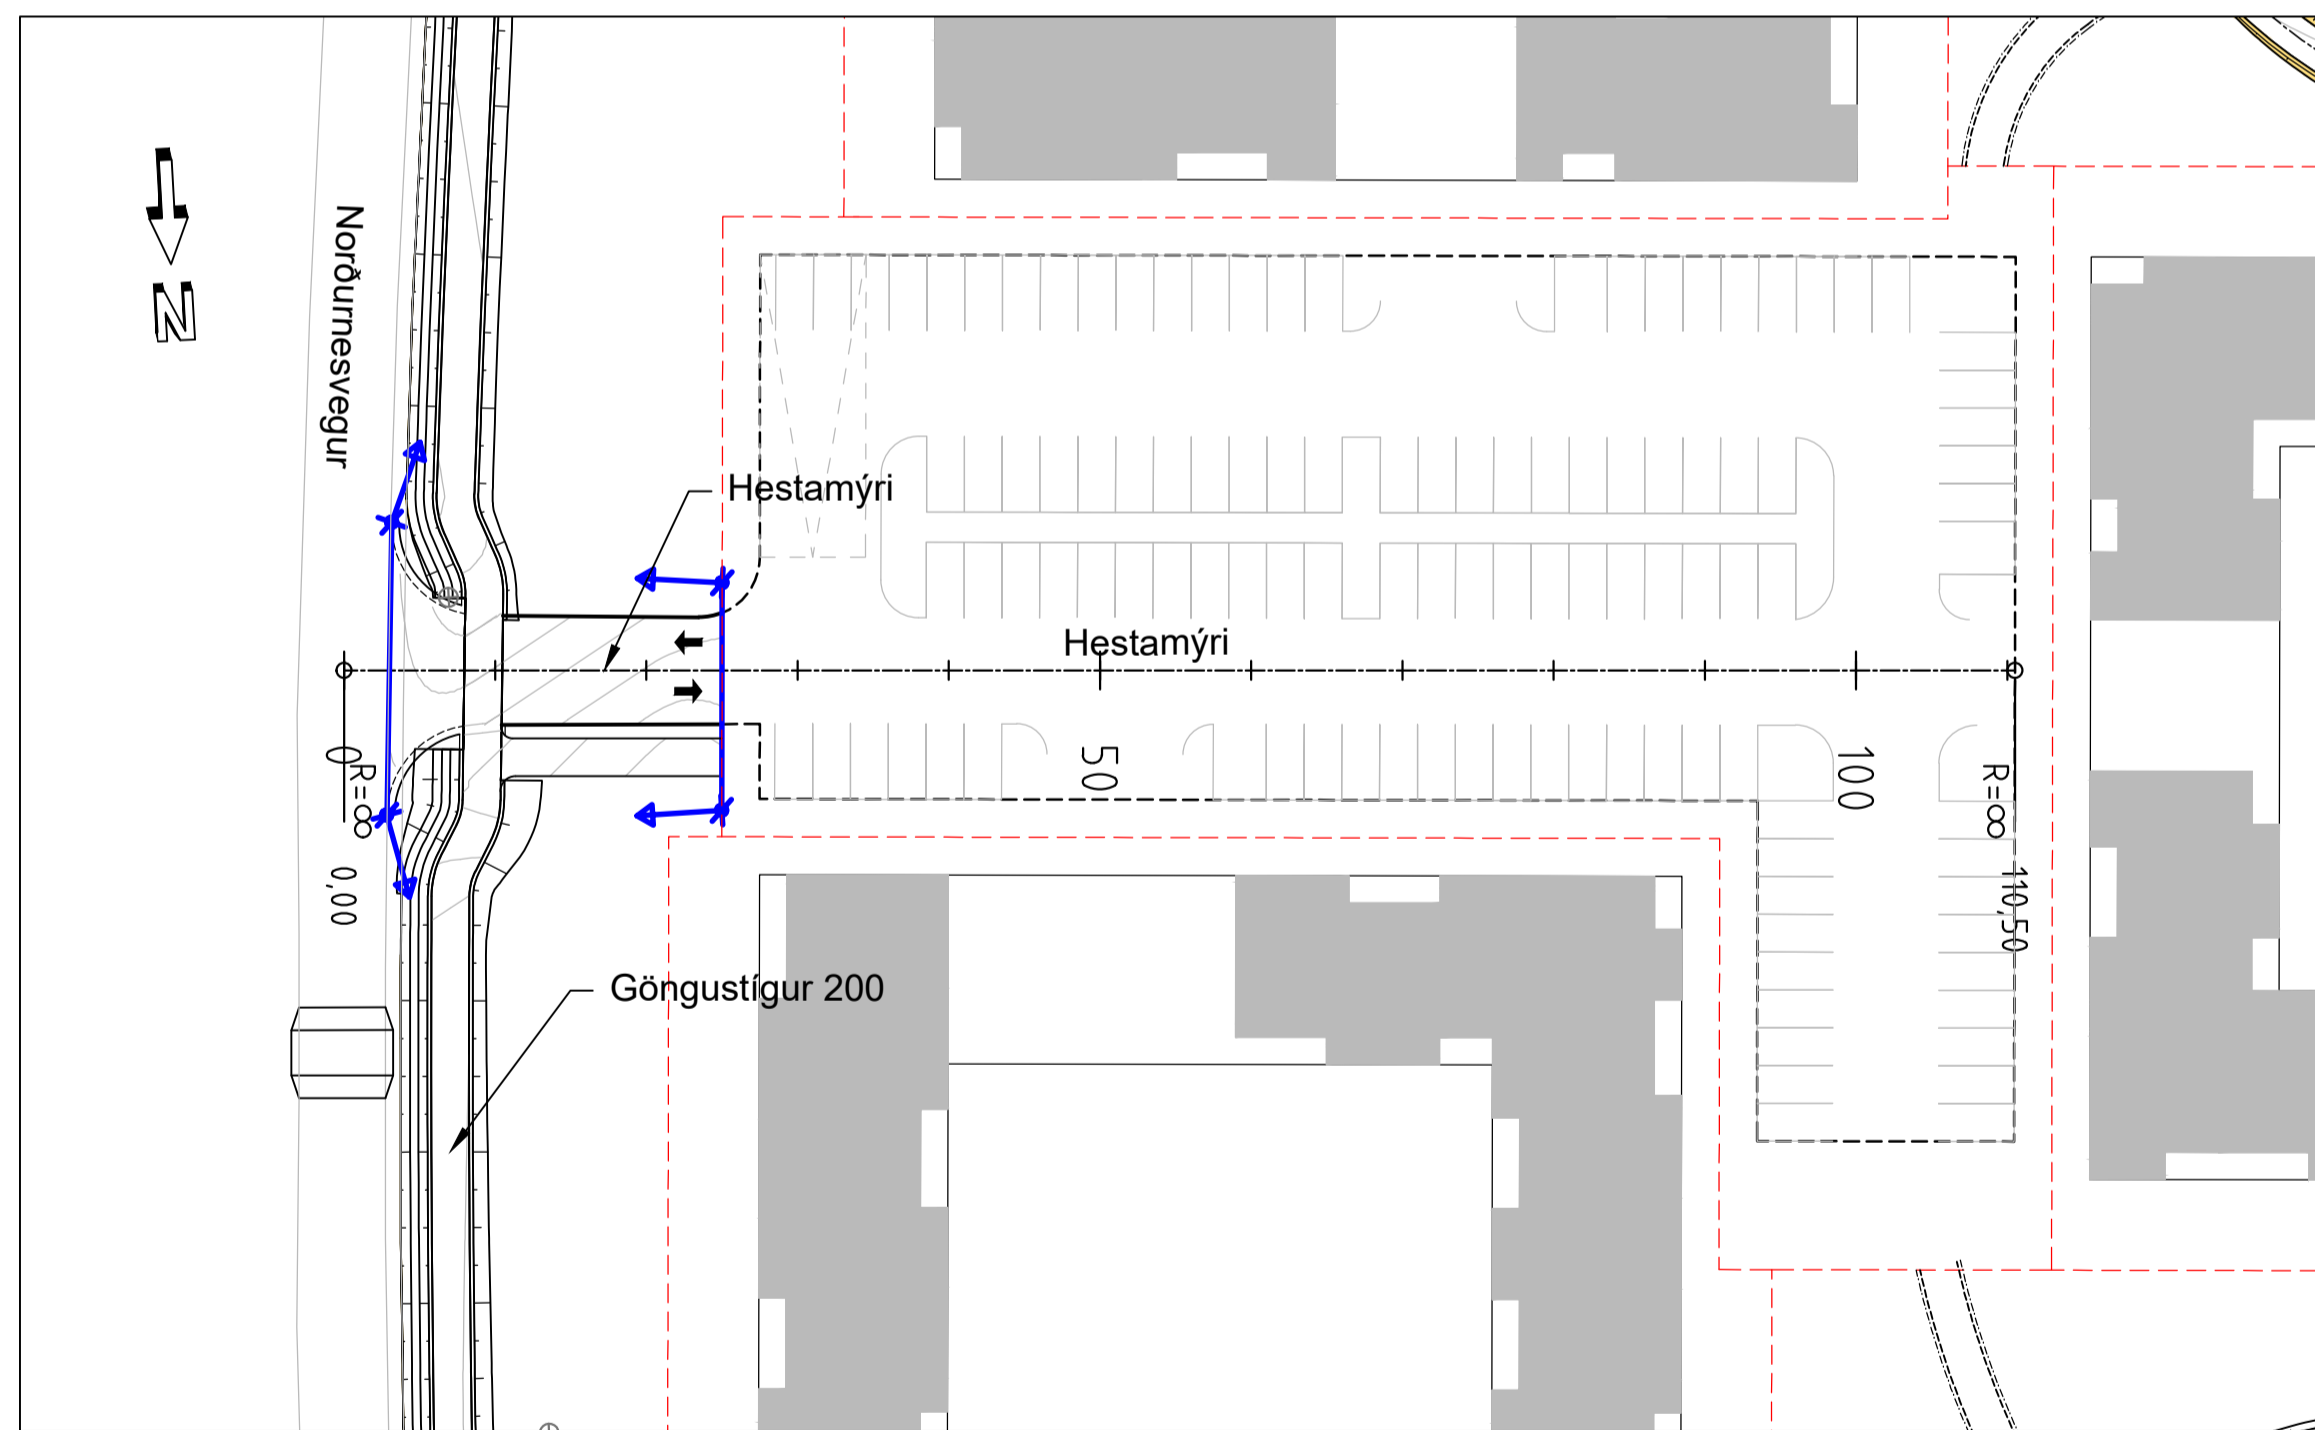 N
Norðurnesvegur
Hestamýri
Hestamýri
0
R=∞
0,00
50
100
R=∞
110,50
Göngustígur 200